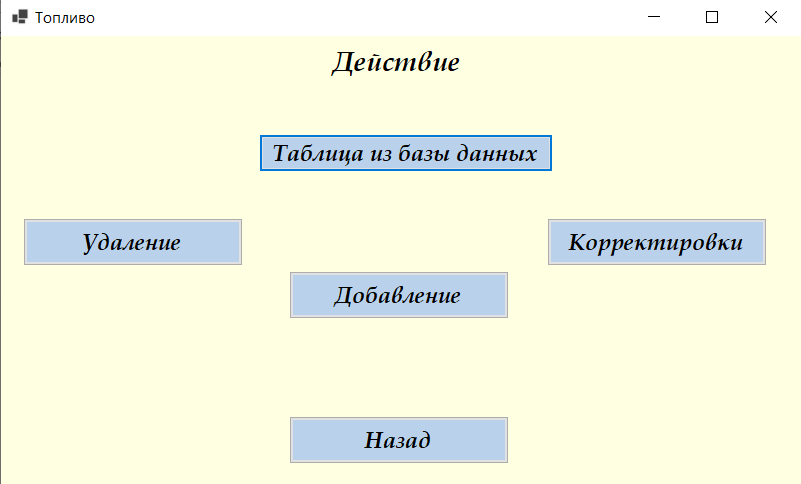 Топливо
Действие
Таблица из базы данных
Удаление
Корректировки
Добавление
Назад